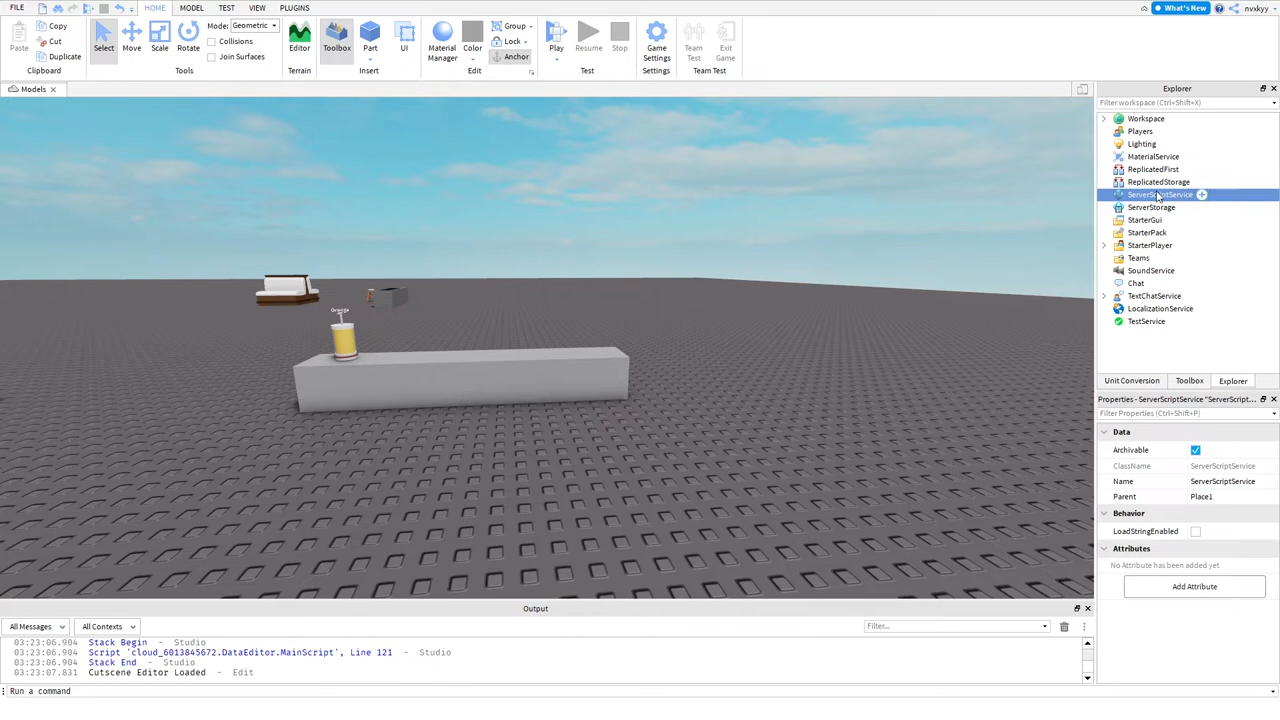 FILE HOME MODEL TEST VIEW PLUGINS What's New nvxkyy
Paste Copy Cut Duplicate Clipboard
Select Move Scale Rotate Mode: Geometric Collisions Join Surfaces Tools
Editor Terrain
Toolbox Part UI Insert
Material Manager Color Group Lock Anchor Edit
Play Resume Stop Test
Game Settings Settings
Team Test Exit Game Team Test
Models
Orange
Explorer
Filter workspace (Ctrl+Shift+X)
Workspace
Players
Lighting
MaterialService
ReplicatedFirst
ReplicatedStorage
ServerScriptService
ServerStorage
StarterGui
StarterPack
StarterPlayer
Teams
SoundService
Chat
TextChatService
LocalizationService
TestService
Unit Conversion Toolbox Explorer
Properties - ServerScriptService "ServerScript...
Filter Properties (Ctrl+Shift+P)
Data
Archivable
ClassName ServerScriptService
Name ServerScriptService
Parent Place1
Behavior
LoadStringEnabled
Attributes
No Attribute has been added yet
Add Attribute
Output
All Messages All Contexts Filter...
03:23:06.904 Stack Begin - Studio
03:23:06.904 Script 'cloud_6013845672.DataEditor.MainScript', Line 121 - Studio
03:23:06.904 Stack End - Studio
03:23:07.831 Cutscene Editor Loaded - Edit
Run a command